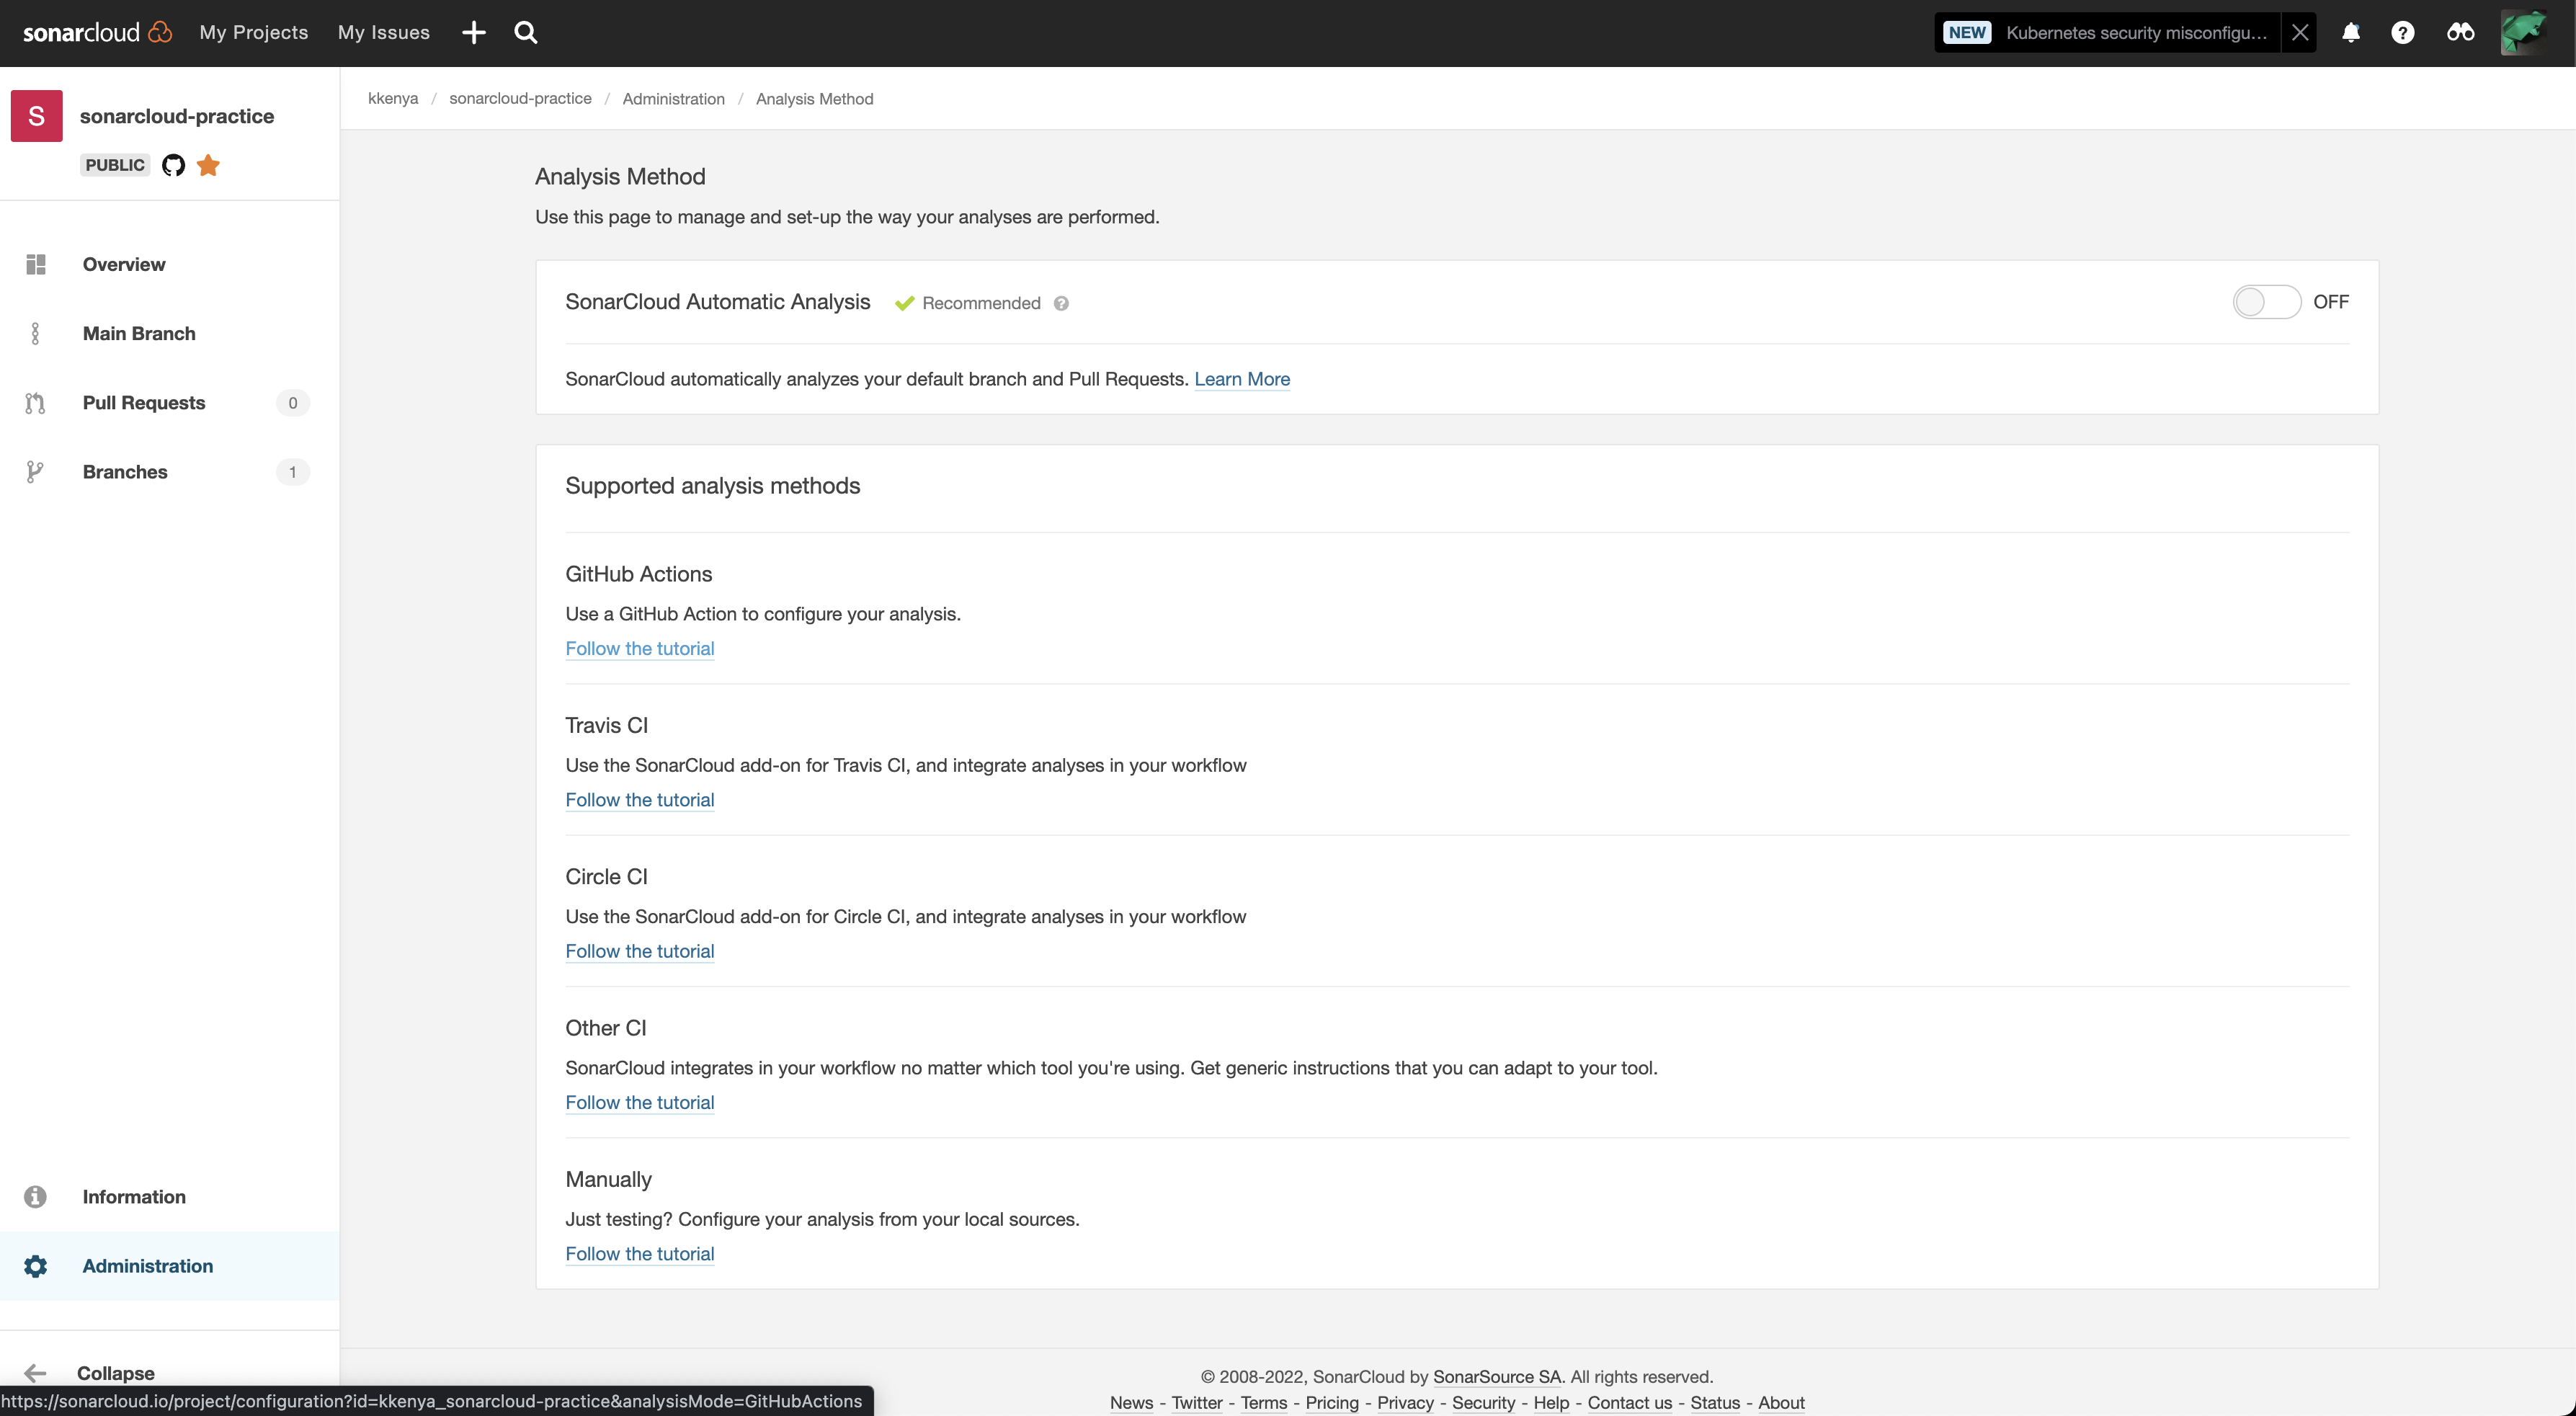 sonarcloud My Projects My Issues NEW Kubernetes security misconfigu... ?
S sonarcloud-practice
PUBLIC
Overview
Main Branch
Pull Requests 0
Branches 1
Information
Administration
Collapse
kkenya / sonarcloud-practice / Administration / Analysis Method
Analysis Method
Use this page to manage and set-up the way your analyses are performed.
SonarCloud Automatic Analysis Recommended ? OFF
SonarCloud automatically analyzes your default branch and Pull Requests. Learn More
Supported analysis methods
GitHub Actions
Use a GitHub Action to configure your analysis.
Follow the tutorial
Travis CI
Use the SonarCloud add-on for Travis CI, and integrate analyses in your workflow
Follow the tutorial
Circle CI
Use the SonarCloud add-on for Circle CI, and integrate analyses in your workflow
Follow the tutorial
Other CI
SonarCloud integrates in your workflow no matter which tool you're using. Get generic instructions that you can adapt to your tool.
Follow the tutorial
Manually
Just testing? Configure your analysis from your local sources.
Follow the tutorial
© 2008-2022, SonarCloud by SonarSource SA. All rights reserved.
News - Twitter - Terms - Pricing - Privacy - Security - Help - Contact us - Status - About
https://sonarcloud.io/project/configuration?id=kkenya_sonarcloud-practice&analysisMode=GitHubActions